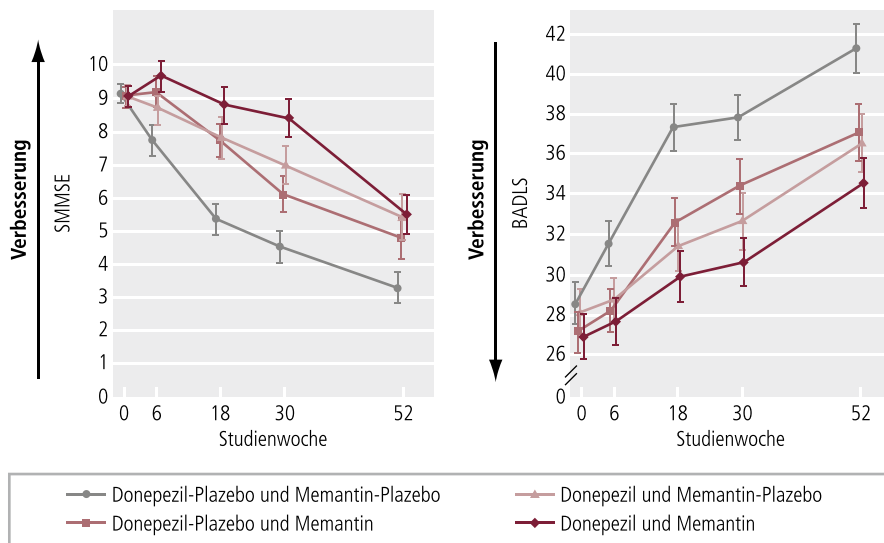 Verbesserung
SMMSE
10
9
8
7
6
5
4
3
2
1
0
0 6 18 30 52
Studienwoche
Verbesserung
BADLS
42
40
38
36
34
32
30
28
26
0
0 6 18 30 52
Studienwoche
Donepezil-Plazebo und Memantin-Plazebo
Donepezil und Memantin-Plazebo
Donepezil-Plazebo und Memantin
Donepezil und Memantin